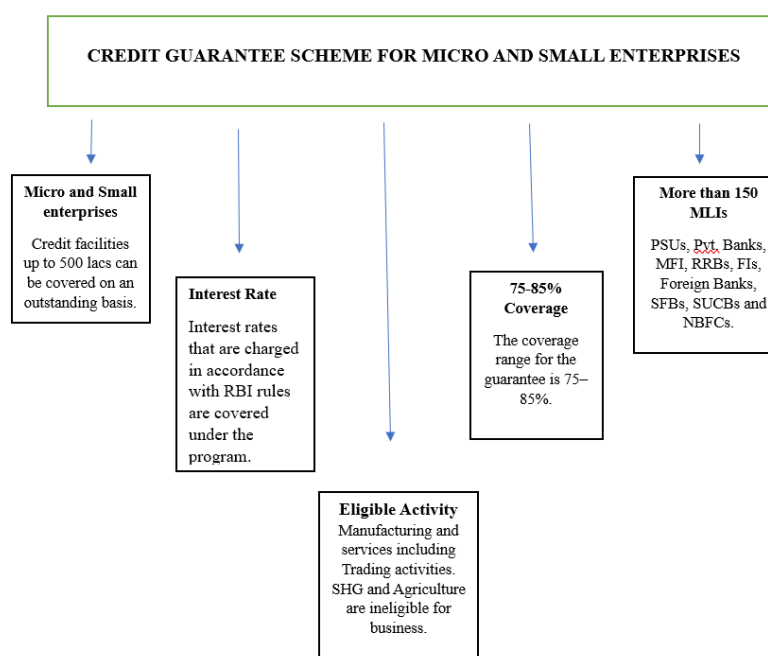 CREDIT GUARANTEE SCHEME FOR MICRO AND SMALL ENTERPRISES
Micro and Small
enterprises
Credit facilities
up to 500 lacs can
be covered on an
outstanding basis.
Interest Rate
Interest rates
that are charged
in accordance
with RBI rules
are covered
under the
program.
Eligible Activity
Manufacturing and
services including
Trading activities.
SHG and Agriculture
are ineligible for
business.
75-85%
Coverage
The coverage
range for the
guarantee is 75–
85%.
More than 150
MLIs
PSUs, Pvt. Banks,
MFI, RRBs, FIs,
Foreign Banks,
SFBs, SUCBs and
NBFCs.